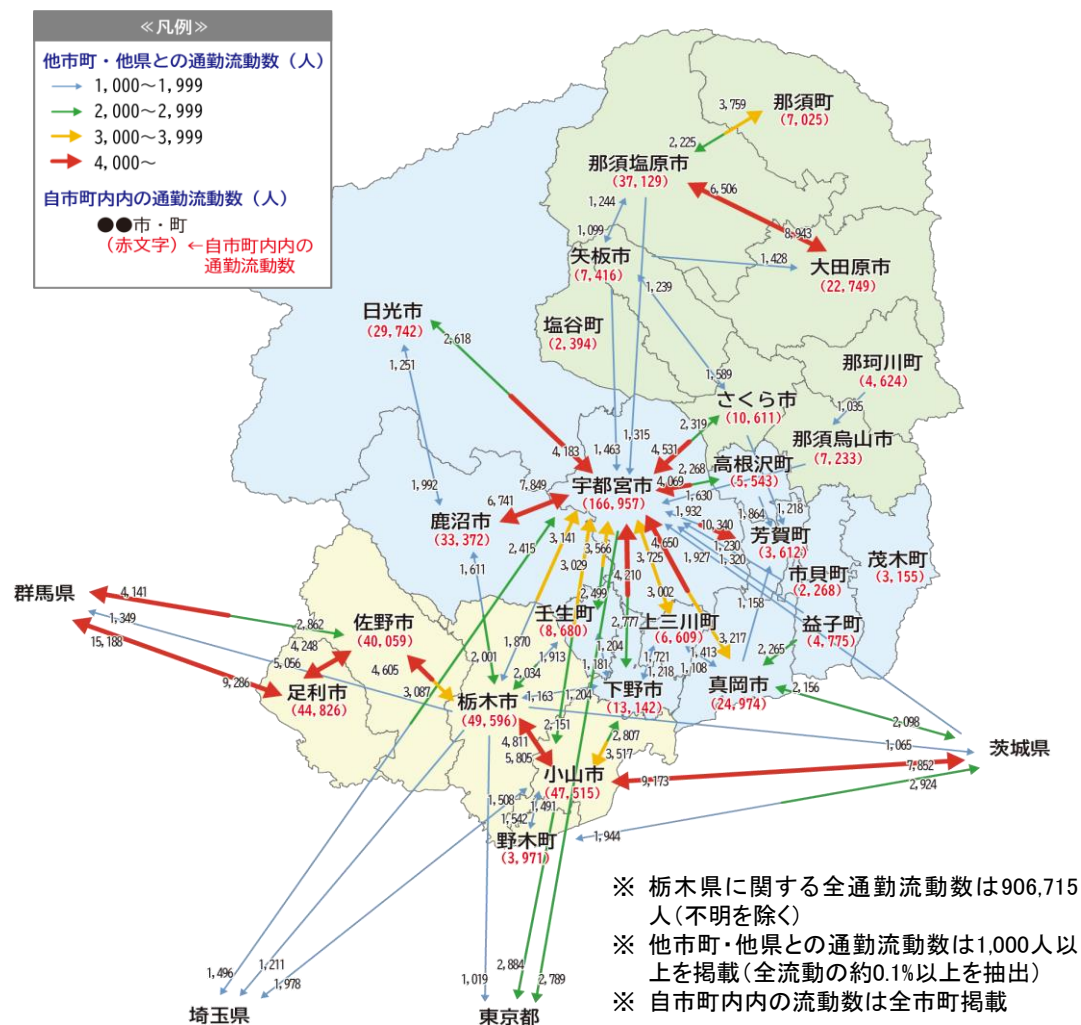 ≪凡例≫
他市町・他県との通勤流動数（人）
1,000～1,999
2,000～2,999
3,000～3,999
4,000～
自市町内内の通勤流動数（人）
●●市・町
（赤文字）←自市町内内の
通勤流動数
3,759
那須町
(7,025)
2,225
那須塩原市
(37,129)
6,506
1,244
1,099
8,943
矢板市
(7,416)
1,428
大田原市
(22,749)
1,239
日光市
(29,742)
塩谷町
(2,394)
2,618
1,251
那珂川町
(4,624)
1,589
さくら市
(10,611)
1,035
2,319
那須烏山市
(7,233)
1,315
1,463
4,531
4,183
2,268
高根沢町
(5,543)
7,849
宇都宮市
(166,957)
4,069
1,992
6,741
1,630
1,932
1,864
1,218
鹿沼市
(33,372)
10,340
芳賀町
(3,612)
3,141
2,415
3,566
4,650
1,230
1,320
茂木町
(3,155)
3,029
3,725
1,927
1,611
4,210
市貝町
(2,268)
群馬県
4,141
1,349
2,499
3,002
1,158
佐野市
(40,059)
2,862
壬生町
(8,680)
2,777
上三川町
(6,609)
益子町
(4,775)
15,188
4,248
1,870
1,204
3,217
2,265
5,056
4,605
2,001
1,913
1,721
1,413
2,034
1,181
1,218
1,108
9,286
足利市
(44,826)
3,087
栃木市
(49,596)
1,163
1,204
下野市
(13,142)
真岡市
(24,974)
2,156
2,098
2,151
4,811
2,807
1,065
茨城県
5,805
3,517
小山市
(47,515)
9,173
7,852
2,924
1,508
1,491
1,542
野木町
(3,971)
1,944
1,496
1,211
1,978
1,019
2,884
2,789
埼玉県
東京都
※ 栃木県に関する全通勤流動数は906,715
人（不明を除く）
※ 他市町・他県との通勤流動数は1,000人以
上を掲載（全流動の約0.1%以上を抽出）
※ 自市町内内の流動数は全市町掲載